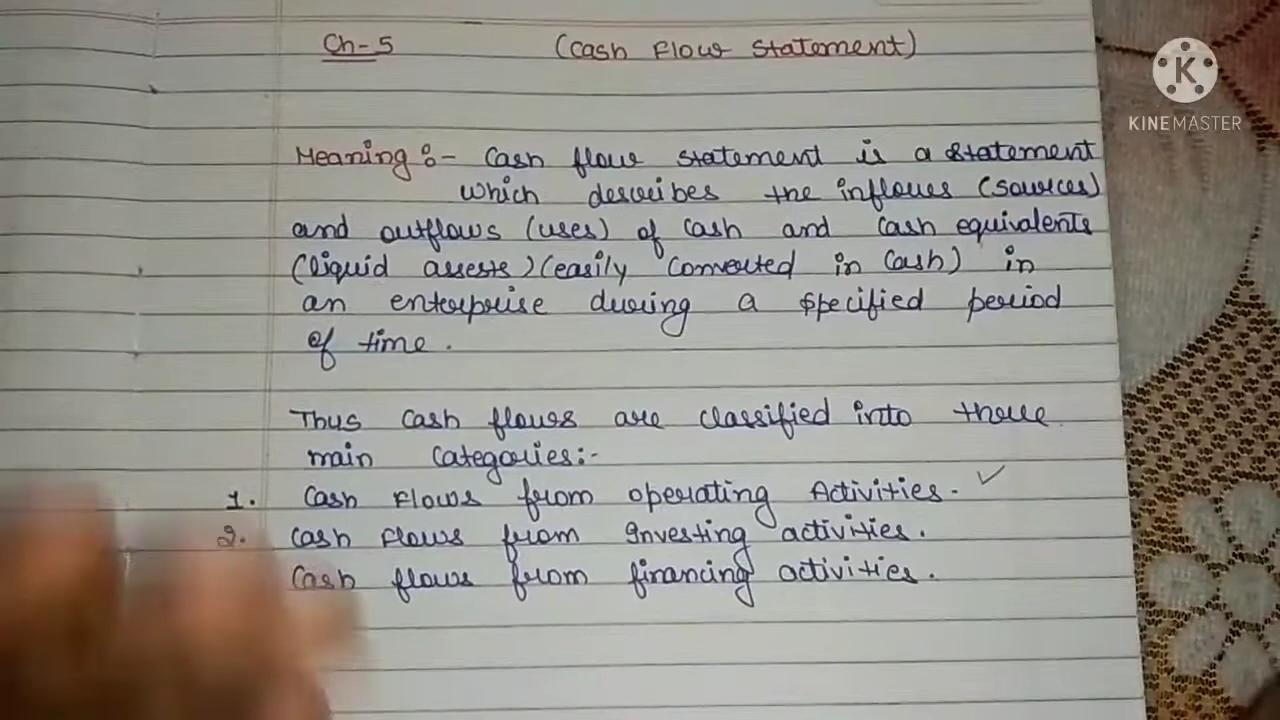 Ch-5 (Cash Flow Statement)
KINEMASTER
Meaning :- Cash flow statement is a statement
which describes the inflows (sources)
and outflows (uses) of cash and cash equivalents
(liquid assests) (easily converted in cash) in
an enterprise during a specified period
of time.
Thus cash flows are classified into three
main categories:-
1. Cash Flows from operating Activities.
2. Cash Flows from Investing activities.
Cash flows from financing activities.